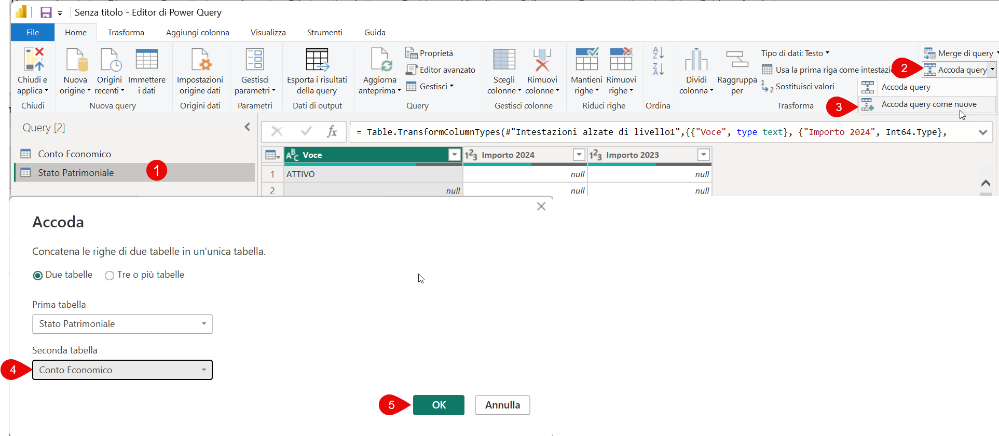 Senza titolo - Editor di Power Query
File Home Trasforma Aggiungi colonna Visualizza Strumenti Guida
Chiudi e applica
Nuova origine
Origini recenti
Immettere i dati
Impostazioni origine dati
Gestisci parametri
Esporta i risultati della query
Aggiorna anteprima
Proprietà
Editor avanzato
Gestisci
Scegli colonne
Rimuovi colonne
Mantieni righe
Rimuovi righe
A
Z
Z
A
Dividi colonna
Raggruppa per
Tipo di dati: Testo
Usa la prima riga come intestazi
1
2
Sostituisci valori
Merge di query
2
Accoda query
Accoda query
3
Accoda query come nuove
Chiudi Nuova query Origini dati Parametri Dati di output Query Gestisci colonne Riduci righe Ordina Trasforma
Query [2]
fx
= Table.TransformColumnTypes(#"Intestazioni alzate di livello1",{{"Voce", type text}, {"Importo 2024", Int64.Type},
Conto Economico
Stato Patrimoniale 1
ABC Voce 123 Importo 2024 123 Importo 2023
1 ATTIVO null null
2 null null null
Accoda
Concatena le righe di due tabelle in un'unica tabella.
Due tabelle Tre o più tabelle
Prima tabella
Stato Patrimoniale
Seconda tabella
4 Conto Economico
5 OK Annulla